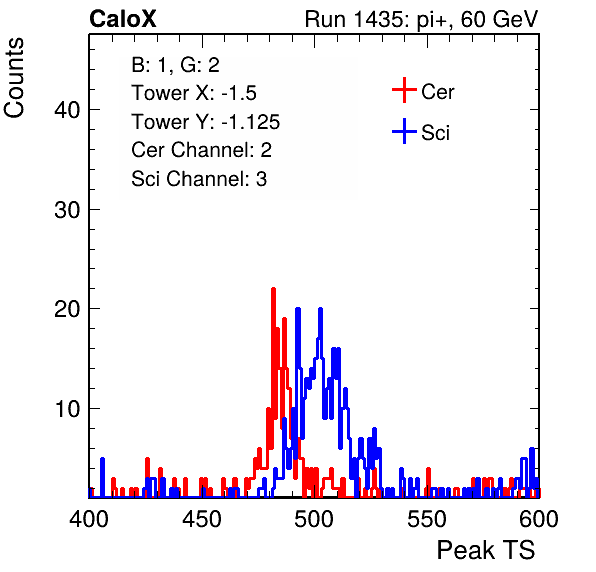 CaloX Run 1435: pi+, 60 GeV
Counts
B: 1, G: 2
Tower X: -1.5
Tower Y: -1.125
Cer Channel: 2
Sci Channel: 3
Cer
Sci
40
30
20
10
400 450 500 550 600
Peak TS